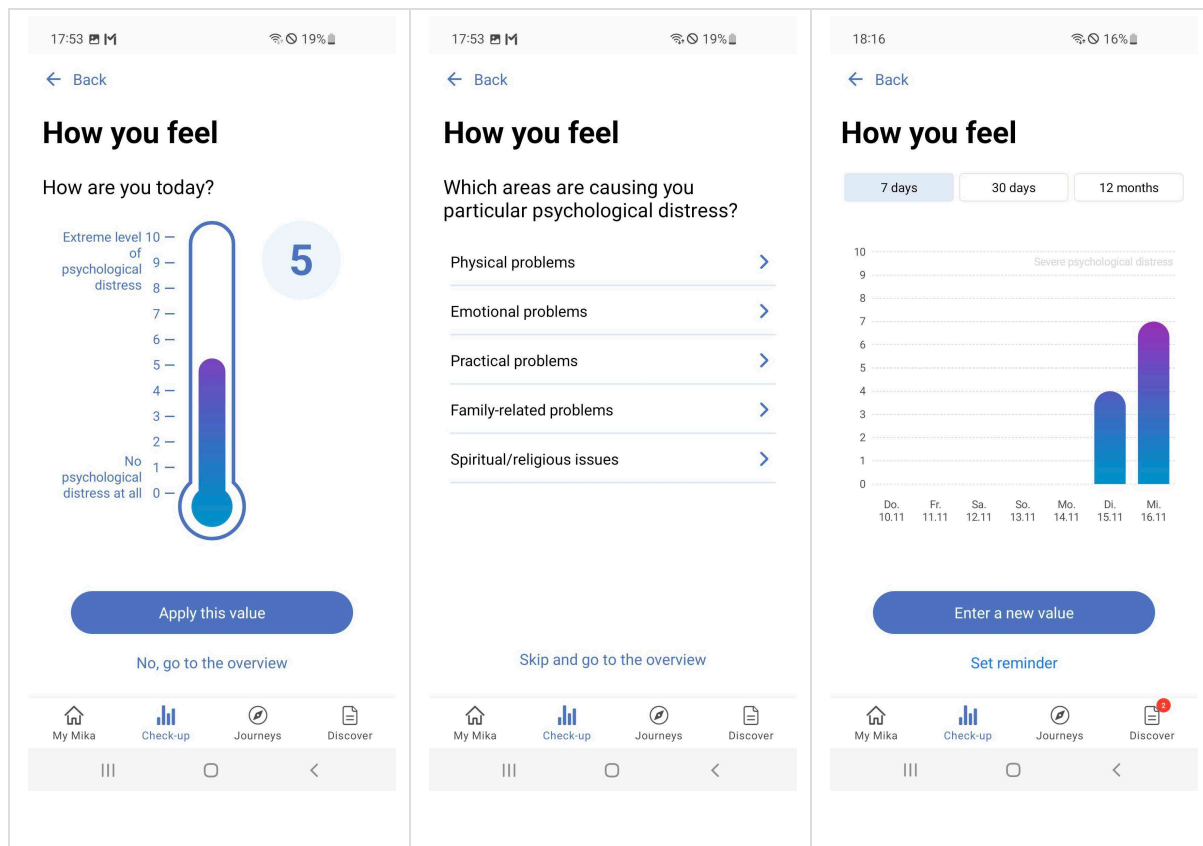 17:53 19%
Back
How you feel
How are you today?
Extreme level 10
of
psychological
distress
9
8
7
6
5
4
3
2
No
psychological
distress at all
1
0
5
Apply this value
No, go to the overview
My Mika Check-up Journeys Discover
17:53 19%
Back
How you feel
Which areas are causing you
particular psychological distress?
Physical problems
Emotional problems
Practical problems
Family-related problems
Spiritual/religious issues
Skip and go to the overview
My Mika Check-up Journeys Discover
18:16 16%
Back
How you feel
7 days 30 days 12 months
10
Severe psychological distress
9
8
7
6
5
4
3
2
1
0
Do. Fr. Sa. So. Mo. Di. Mi.
10.11 11.11 12.11 13.11 14.11 15.11 16.11
Enter a new value
Set reminder
2
My Mika Check-up Journeys Discover